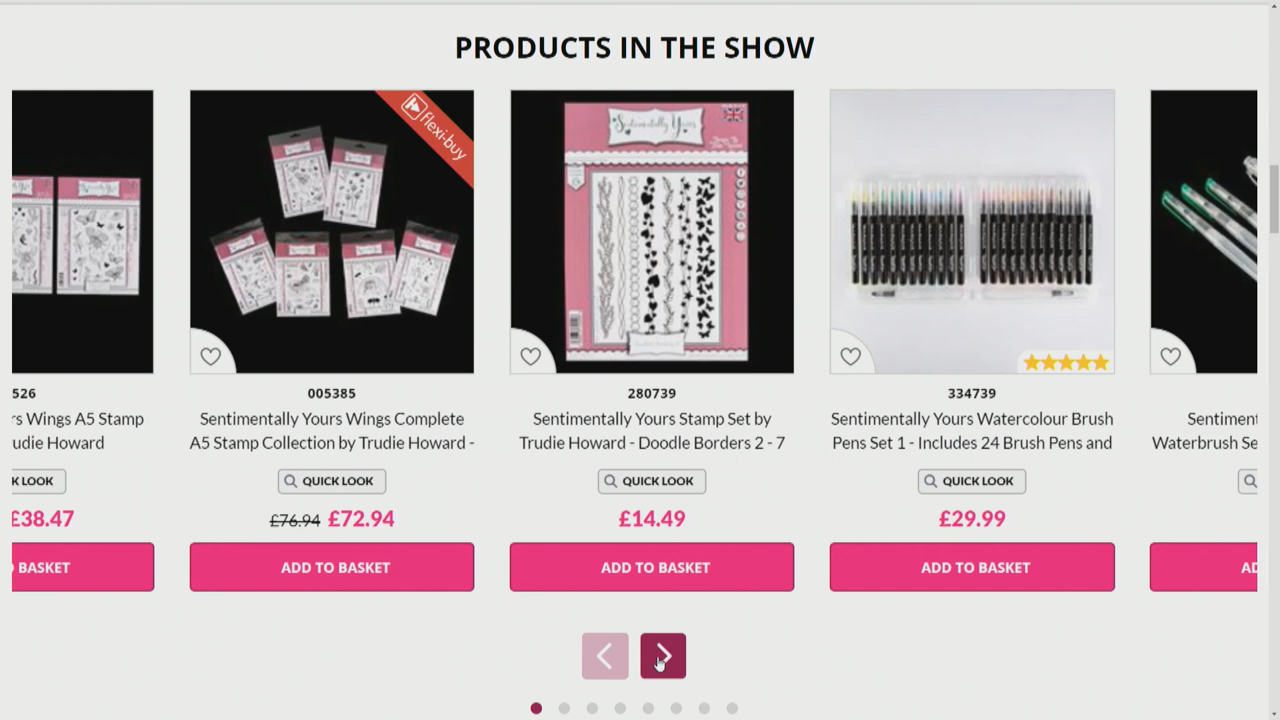 PRODUCTS IN THE SHOW
flexi-buy
Sentimentally Yours
526
rs Wings A5 Stamp
udie Howard
K LOOK
£38.47
BASKET
005385
Sentimentally Yours Wings Complete
A5 Stamp Collection by Trudie Howard -
QUICK LOOK
£76.94 £72.94
ADD TO BASKET
280739
Sentimentally Yours Stamp Set by
Trudie Howard - Doodle Borders 2 - 7
QUICK LOOK
£14.49
ADD TO BASKET
334739
Sentimentally Yours Watercolour Brush
Pens Set 1 - Includes 24 Brush Pens and
QUICK LOOK
£29.99
ADD TO BASKET
Sentiment
Waterbrush Se
AD